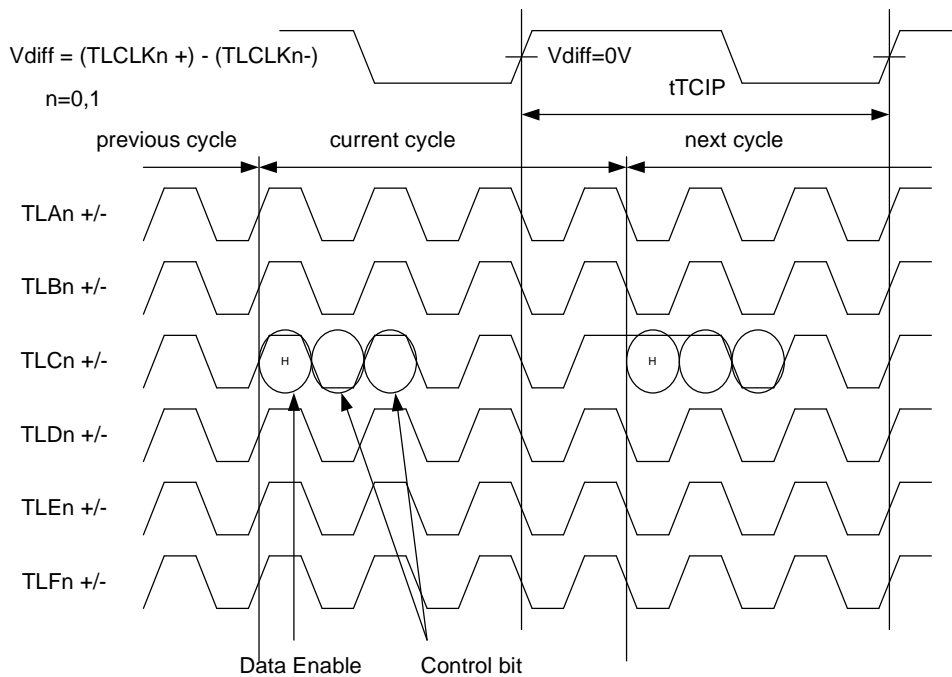 Vdiff = (TLCLKn +) - (TLCLKn-)
Vdiff=0V
n=0,1
tTCIP
previous cycle
current cycle
next cycle
TLAn +/-
TLBn +/-
TLCn +/-
H
H
TLDn +/-
TLEn +/-
TLFn +/-
Data Enable
Control bit